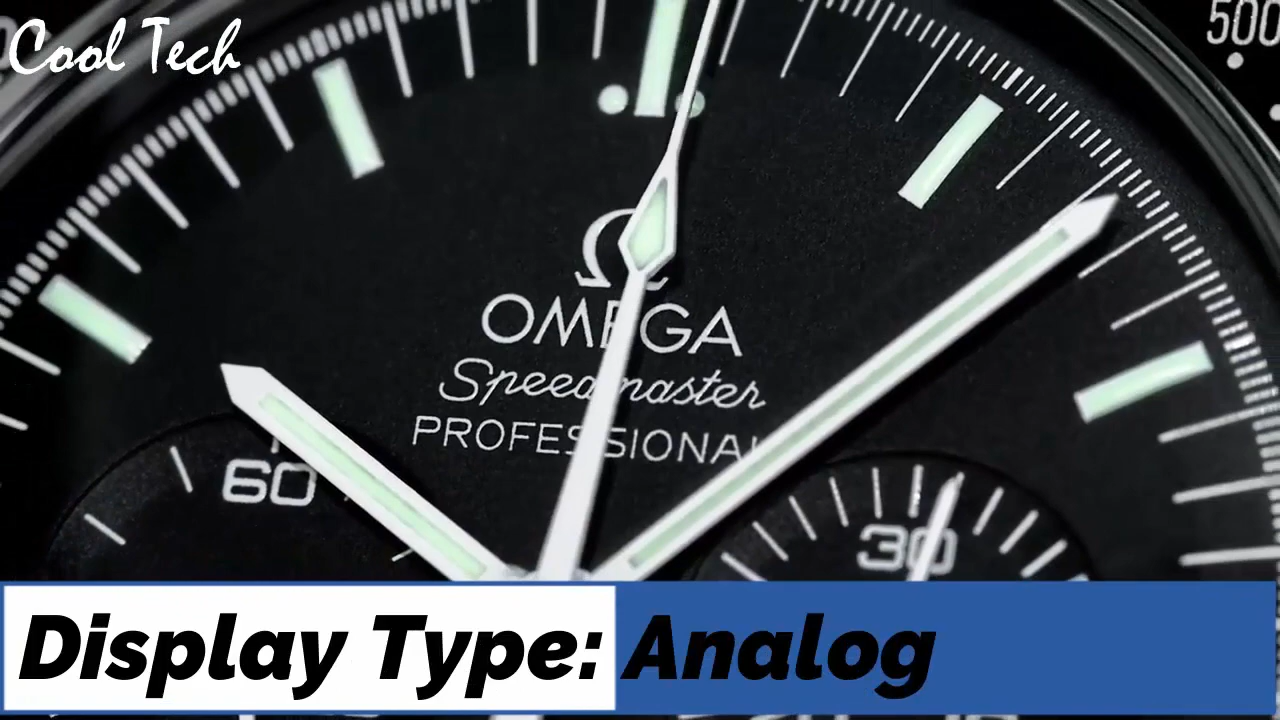 Cool Tech
500
OMEGA
Speedmaster
PROFESSIONAL
60
30
Display Type: Analog